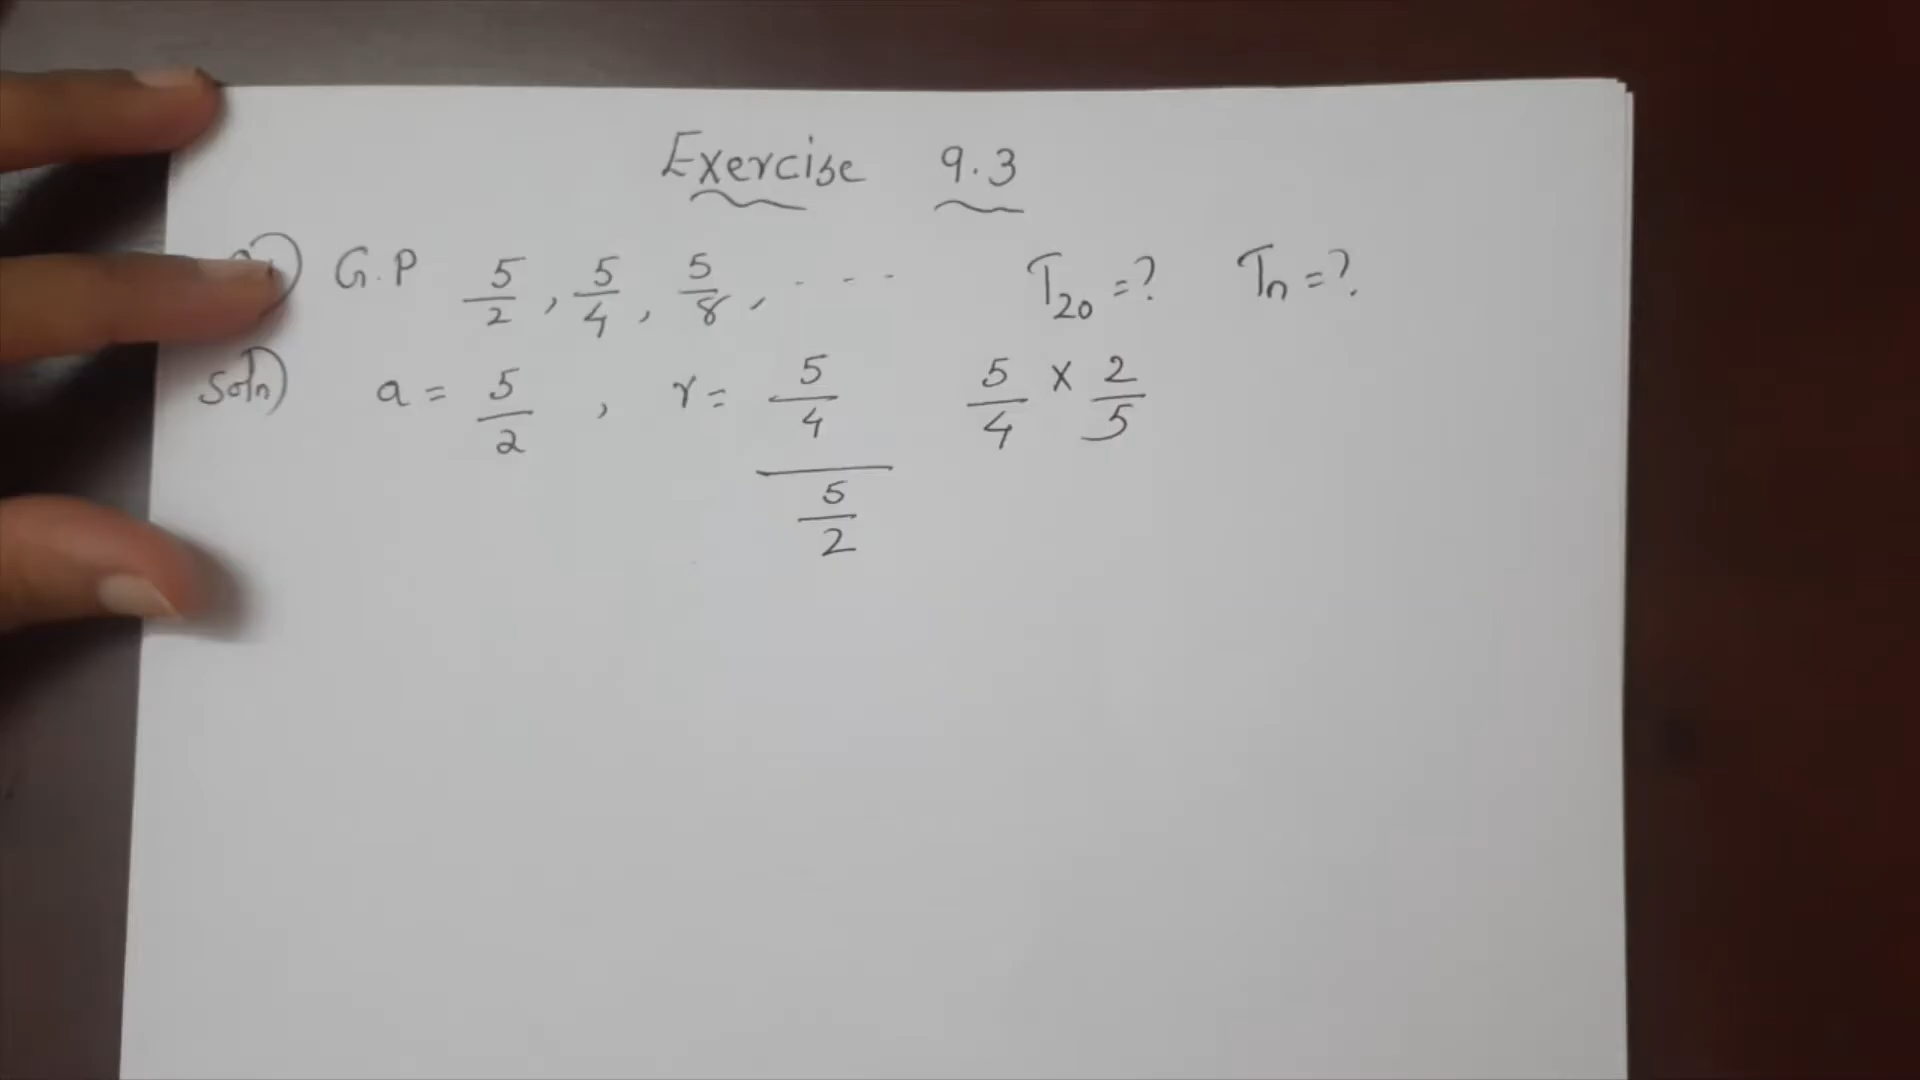 Exercise 9.3
G.P 5/2, 5/4, 5/8, . - - T₂₀ = ? Tn = ?
Soln) a = 5/2 , r = 5/4 / 5/2 5/4 × 2/5